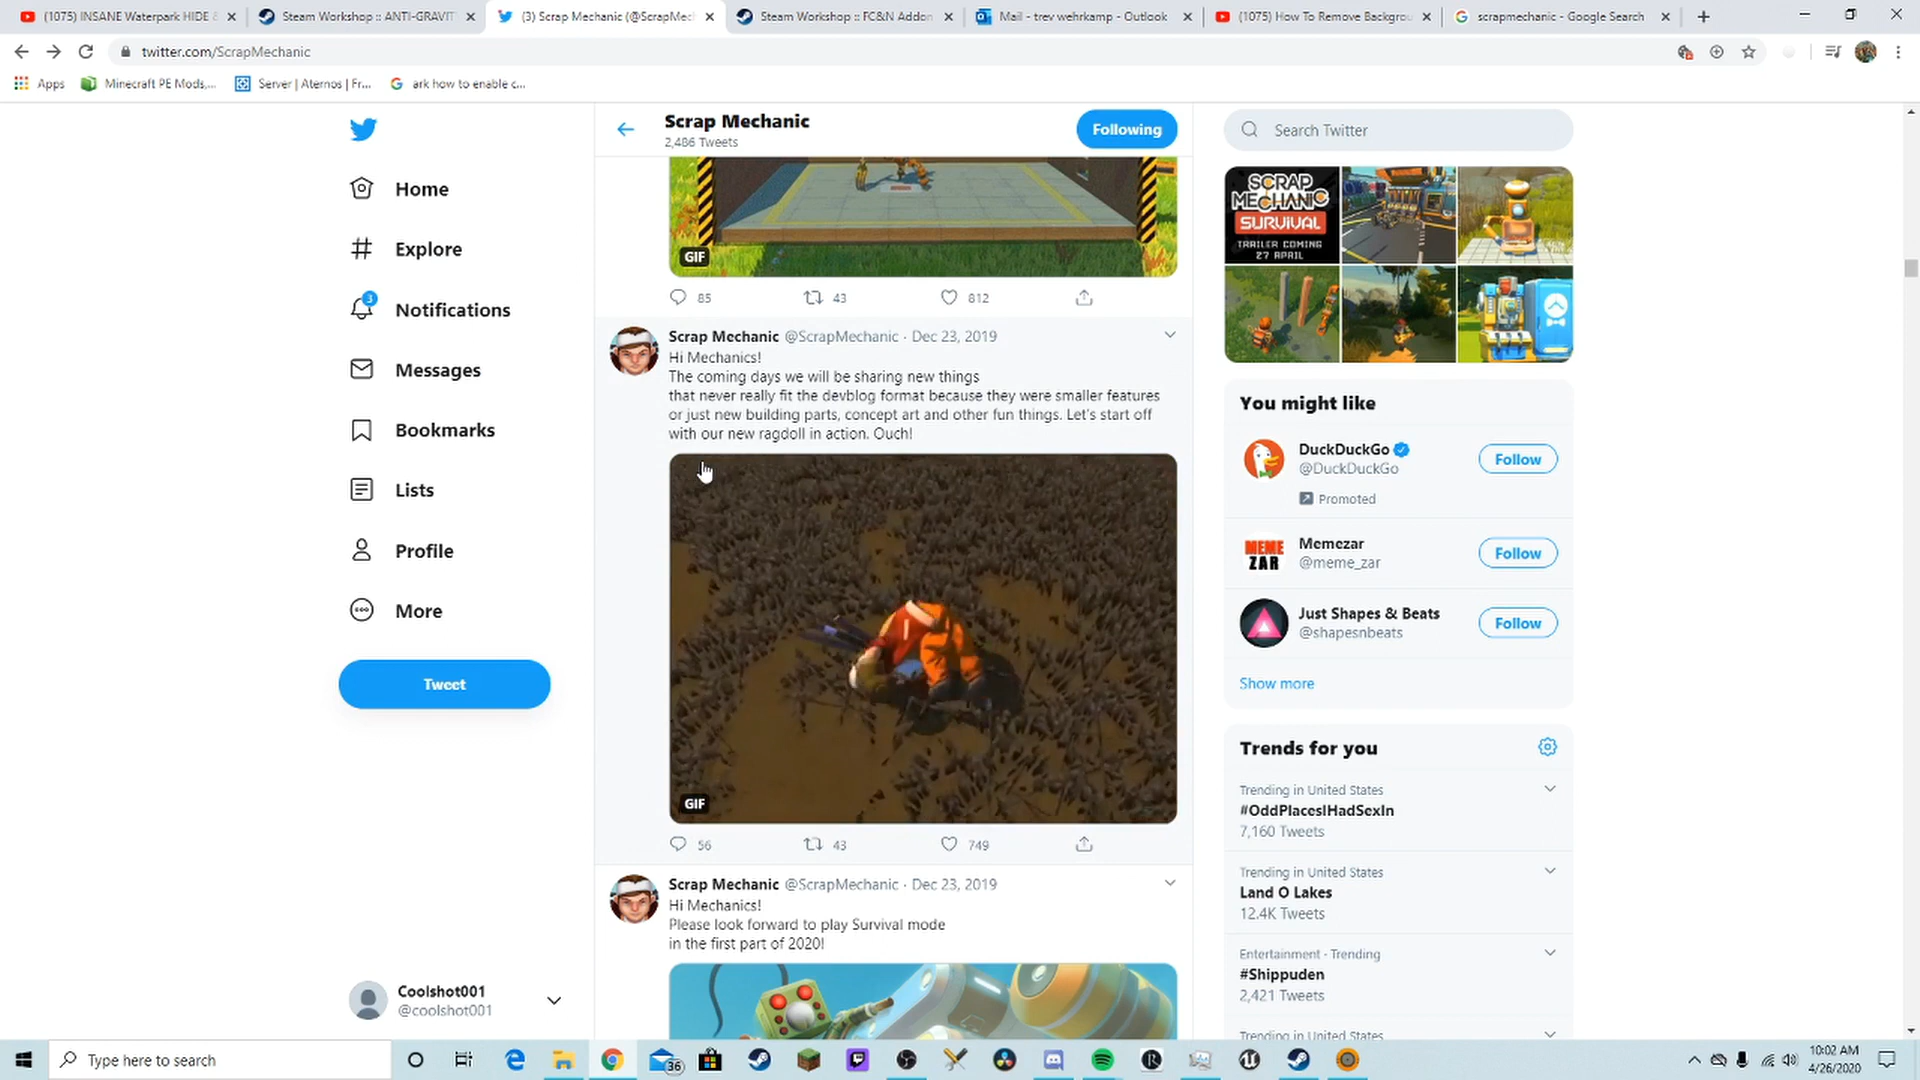 (1075) INSANE Waterpark HIDE &
Steam Workshop :: ANTI-GRAVIT
(3) Scrap Mechanic (@ScrapMec
Steam Workshop :: FC&N Addon
Mail - trev wehrkamp - Outlook
(1075) How To Remove Backgrou
scrapmechanic - Google Search
twitter.com/ScrapMechanic
Apps
Minecraft PE Mods,...
Server | Aternos | Fr...
ark how to enable c...
Home
Explore
3
Notifications
Messages
Bookmarks
Lists
Profile
More
Tweet
Coolshot001
@coolshot001
Scrap Mechanic
2,486 Tweets
Following
GIF
85
43
812
Scrap Mechanic @ScrapMechanic · Dec 23, 2019
Hi Mechanics!
The coming days we will be sharing new things
that never really fit the devblog format because they were smaller features
or just new building parts, concept art and other fun things. Let's start off
with our new ragdoll in action. Ouch!
GIF
56
43
749
Scrap Mechanic @ScrapMechanic · Dec 23, 2019
Hi Mechanics!
Please look forward to play Survival mode
in the first part of 2020!
Search Twitter
SCRAP
MECHANIC
SURVIVAL
TRAILER COMING
27 APRIL
You might like
DuckDuckGo
@DuckDuckGo
Follow
Promoted
MEME
ZAR
Memezar
@meme_zar
Follow
Just Shapes & Beats
@shapesnbeats
Follow
Show more
Trends for you
Trending in United States
#OddPlacesIHadSexIn
7,160 Tweets
Trending in United States
Land O Lakes
12.4K Tweets
Entertainment · Trending
#Shippuden
2,421 Tweets
Trending in United States
Type here to search
36
10:02 AM
4/26/2020